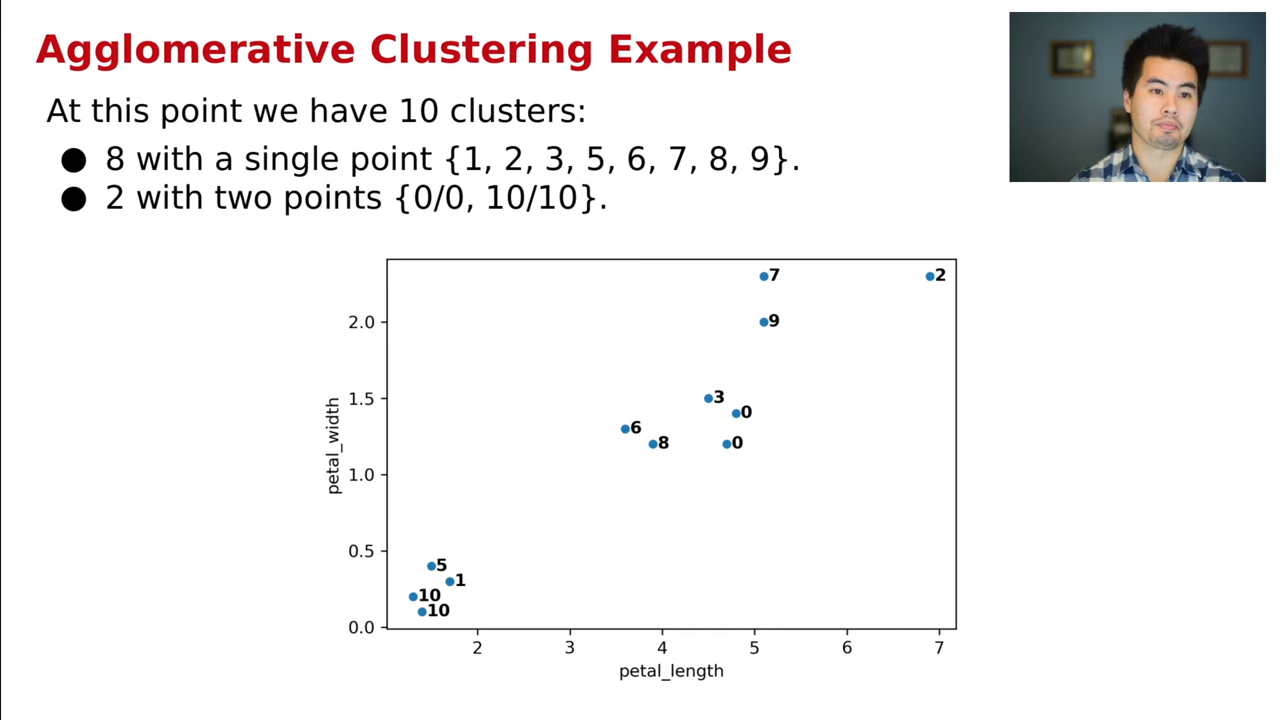 Agglomerative Clustering Example
At this point we have 10 clusters:
● 8 with a single point {1, 2, 3, 5, 6, 7, 8, 9}.
● 2 with two points {0/0, 10/10}.
7
2
2.0
9
1.5
3
0
6
8
0
petal_width
1.0
0.5
5
1
10
10
0.0
2 3 4 5 6 7
petal_length